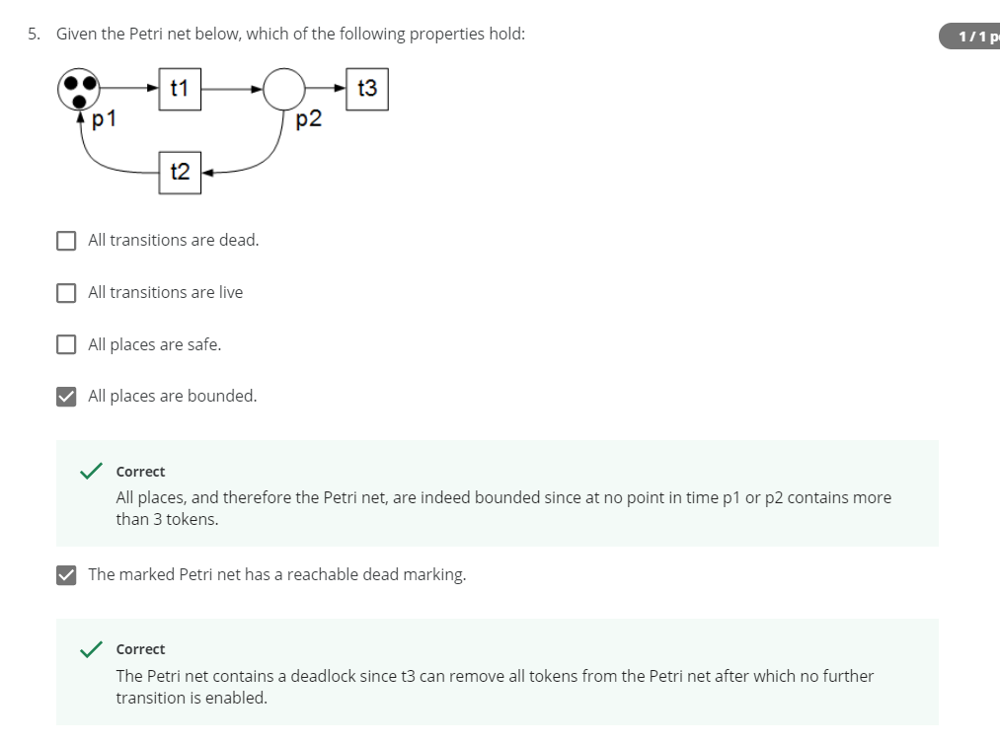 5. Given the Petri net below, which of the following properties hold:
1 / 1 p
t1
t3
p1
p2
t2
All transitions are dead.
All transitions are live
All places are safe.
All places are bounded.
Correct
All places, and therefore the Petri net, are indeed bounded since at no point in time p1 or p2 contains more
than 3 tokens.
The marked Petri net has a reachable dead marking.
Correct
The Petri net contains a deadlock since t3 can remove all tokens from the Petri net after which no further
transition is enabled.